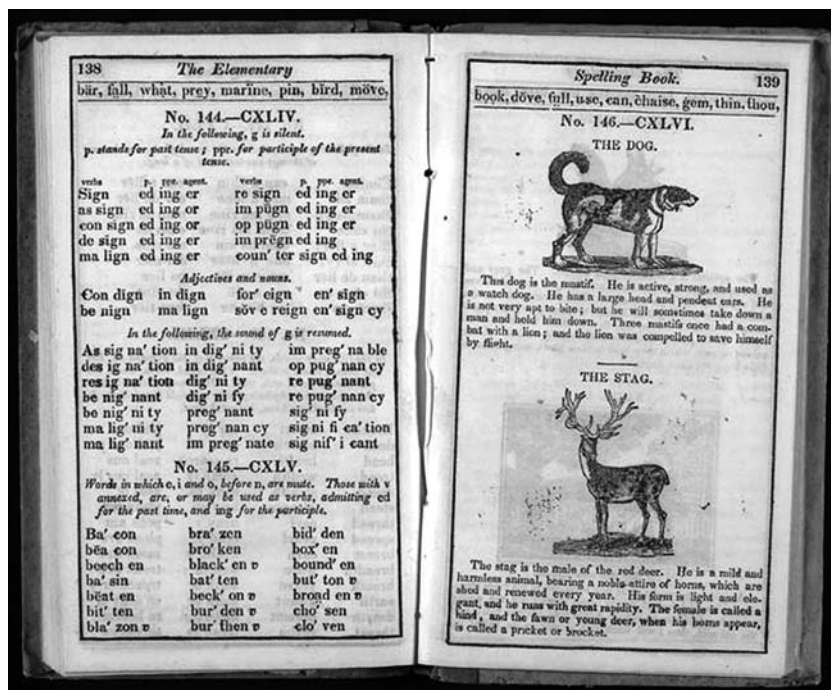 138 The Elementary
bär, fạll, whạt, prey, marïne, pin, bïrd, möve,
No. 144.—CXLIV.
In the following, g is silent.
p. stands for past tense; ppr. for participle of the present
tense.
verbs p. ppr. agent. verbs p. ppr. agent.
Sign ed ing er re sign ed ing er
as sign ed ing or im pūgn ed ing er
con sign ed ing or op pūgn ed ing er
de sign ed ing er im prēgn ed ing
ma lign ed ing er coun' ter sign ed ing
Adjectives and nouns.
Con dign in dign for' eign en' sign
be nign ma lign söv e reign en' sign cy
In the following, the sound of g is resumed.
As sig na' tion in dig' ni ty im preg' na ble
des ig na' tion in dig' nant op pug' nan cy
res ig na' tion dig' ni ty re pug' nant
be nig' nant dig' ni fy re pug' nan cy
be nig' ni ty preg' nant sig' ni fy
ma lig' ni ty preg' nan cy sig ni fi ca' tion
ma lig' nant im preg' nate sig nif' i cant
No. 145.—CXLV.
Words in which e, i and o, before n, are mute. Those with v
annexed, are, or may be used as verbs, admitting ed
for the past time, and ing for the participle.
Ba' con bra' zen bid' den
bēa con bro' ken box' en
beech en black' en v bound' en
ba' sin bat' ten but' ton v
bēat en beck' on v broad en v
bit' ten bur' den v cho' sen
bla' zon v bur' then v clo' ven
Spelling Book. 139
book, döve, full, use, can, chaise, gem, thin, thou,
No. 146.—CXLVI.
THE DOG.
This dog is the mastif. He is active, strong, and used as
a watch dog. He has a large head and pendent ears. He
is not very apt to bite; but he will sometimes take down a
man and hold him down. Three mastifs once had a com-
bat with a lion; and the lion was compelled to save himself
by flight.
THE STAG.
The stag is the male of the red deer. He is a mild and
harmless animal, bearing a noble attire of horns, which are
shed and renewed every year. His form is light and ele-
gant, and he runs with great rapidity. The female is called a
hind, and the fawn or young deer, when his horns appear,
is called a pricket or brocket.